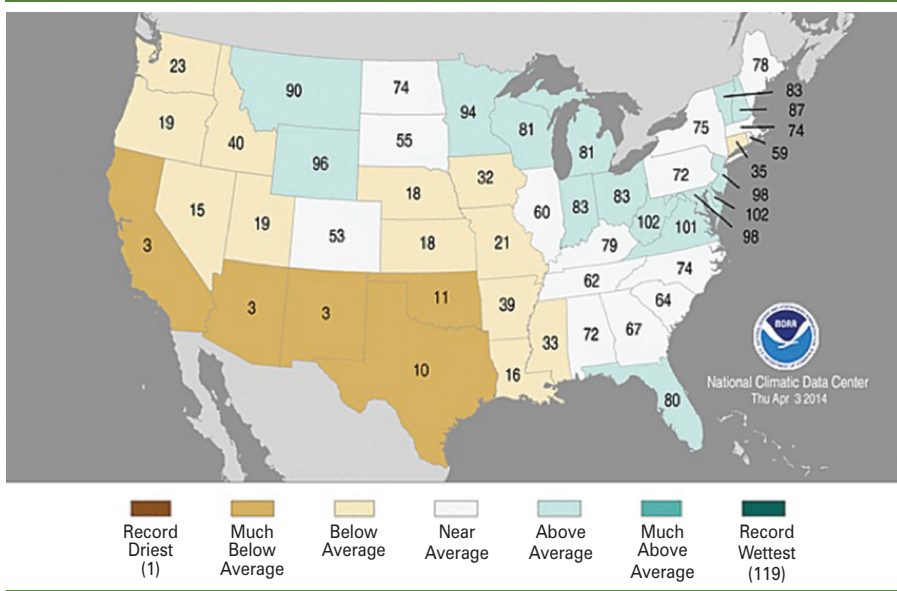 23
90
74
94
78
83
87
74
59
35
98
102
98
19
40
96
55
81
81
75
72
15
19
53
18
18
32
21
60
83
83
102
101
79
74
62
64
3
3
3
11
10
39
16
33
72
67
80
NOAA
National Climatic Data Center
Thu Apr 3 2014
Record
Driest
(1)
Much
Below
Average
Below
Average
Near
Average
Above
Average
Much
Above
Average
Record
Wettest
(119)